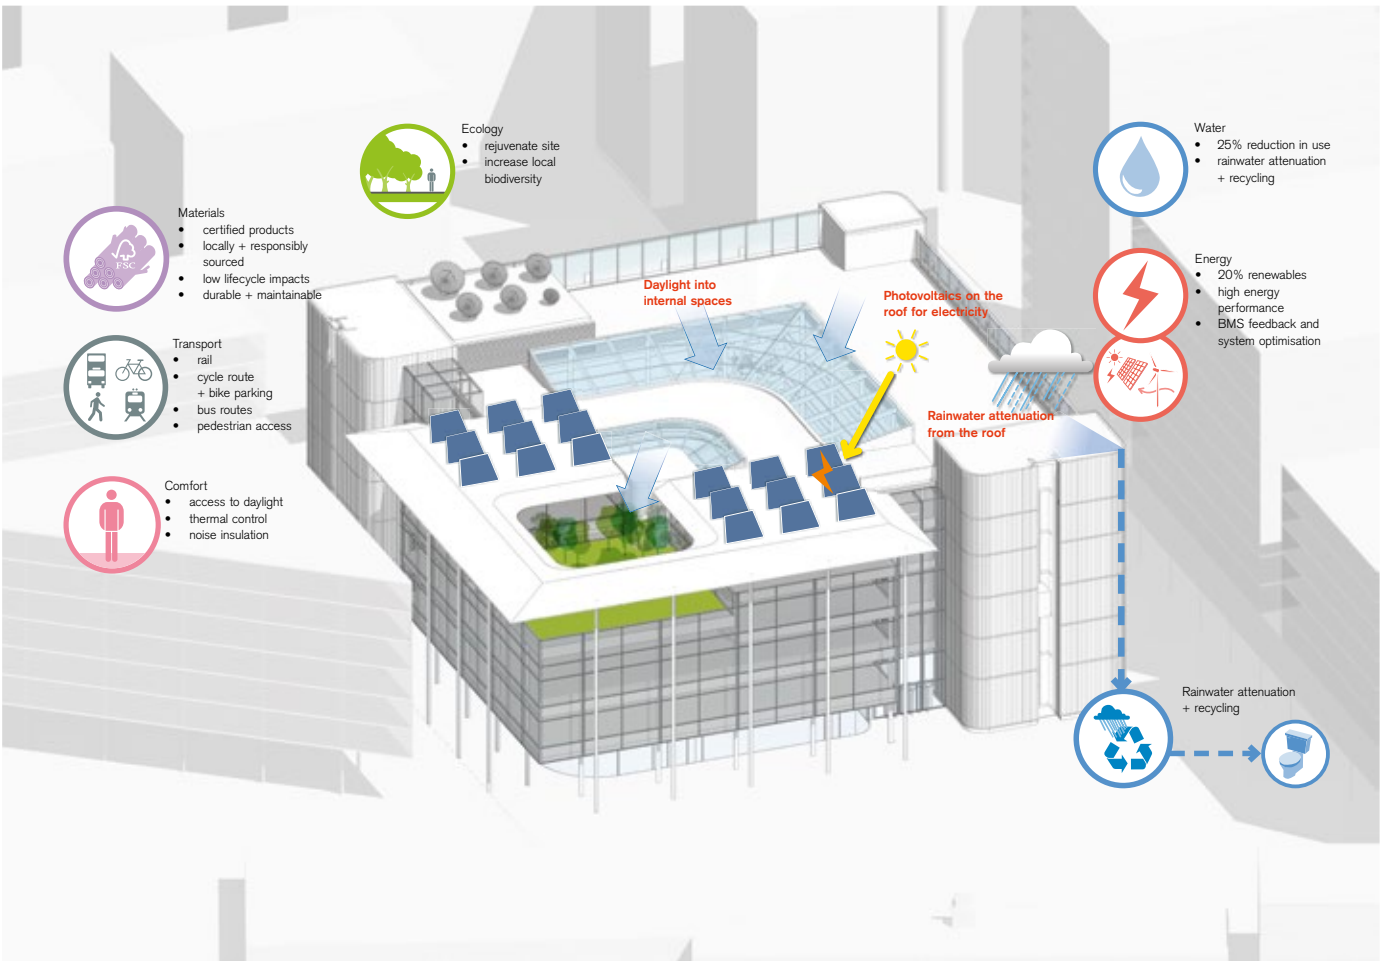 Ecology
• rejuvenate site
• increase local
biodiversity
Water
• 25% reduction in use
• rainwater attenuation
+ recycling
Materials
• certified products
• locally + responsibly
sourced
• low lifecycle impacts
• durable + maintainable
FSC
Energy
• 20% renewables
• high energy
performance
• BMS feedback and
system optimisation
Daylight into
internal spaces
Photovoltaics on the
roof for electricity
Transport
• rail
• cycle route
+ bike parking
• bus routes
• pedestrian access
Rainwater attenuation
from the roof
Comfort
• access to daylight
• thermal control
• noise insulation
Rainwater attenuation
+ recycling